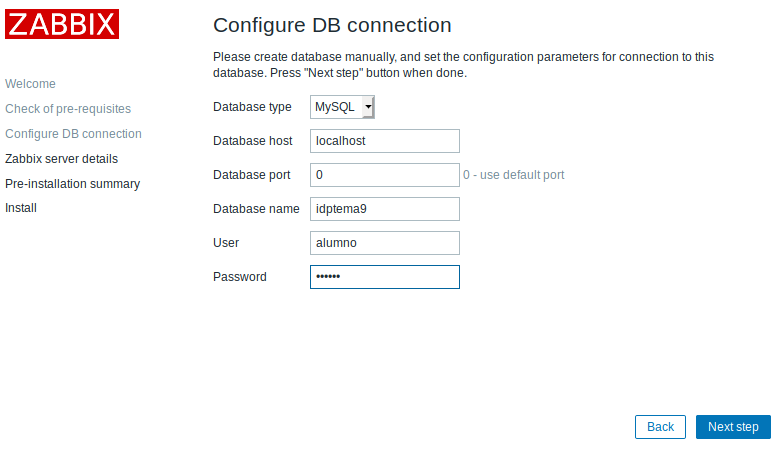 ZABBIX
Welcome
Check of pre-requisites
Configure DB connection
Zabbix server details
Pre-installation summary
Install
Configure DB connection
Please create database manually, and set the configuration parameters for connection to this
database. Press "Next step" button when done.
Database type MySQL
Database host localhost
Database port 0 0 - use default port
Database name idptema9
User alumno
Password ••••••
Back Next step